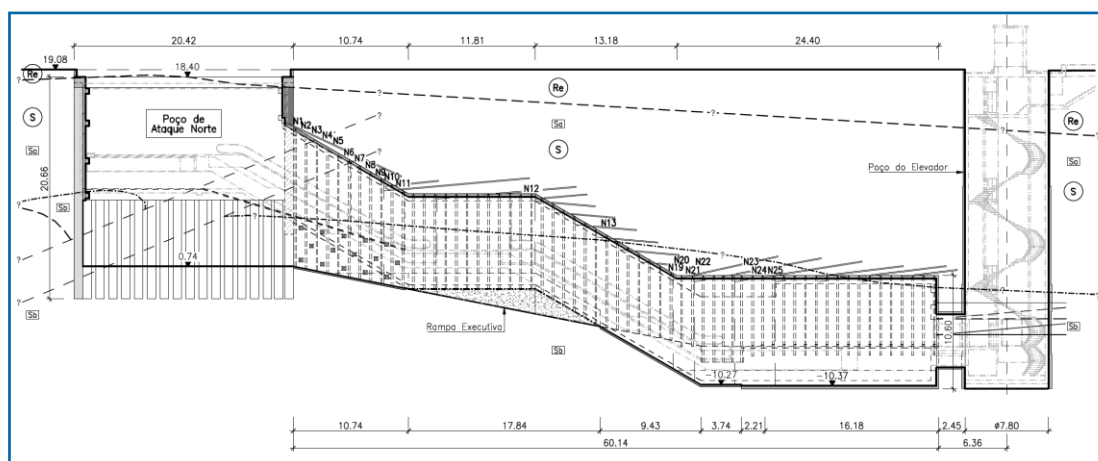 20.42 10.74 11.81 13.18 24.40
19.08
18.40
Re
Re
Re
S
S
S
Sa
Sa
Sa
Poço de
Ataque Norte
Poço do Elevador
20.66
N1
N2
N3
N4
N5
N6
N7
N8
N9
N10
N11
N12
N13
N20
N19
N21
N22
N23
N24
N25
Sb
Sb
Sb
Sb
0.74
Rampa Executiva
10.60
-10.27
-10.37
10.74 17.84 9.43 3.74 2.21 16.18 2.45 ø7.80
60.14 6.36